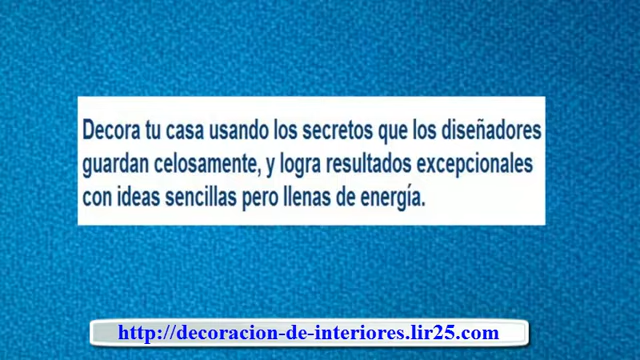 Decora tu casa usando los secretos que los diseñadores
guardan celosamente, y logra resultados excepcionales
con ideas sencillas pero llenas de energía.
http://decoracion-de-interiores.lir25.com